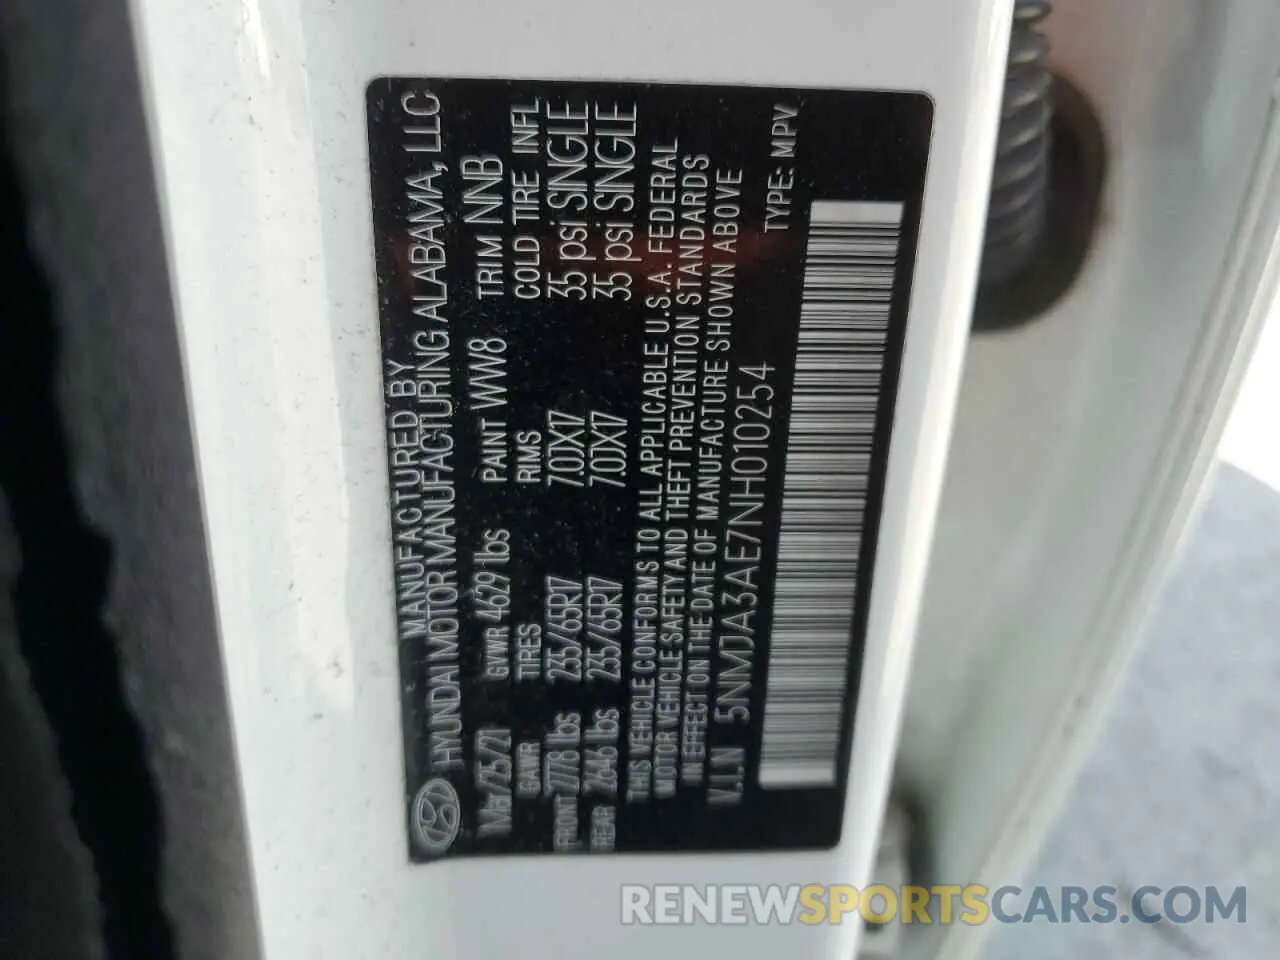 MANUFACTURED BY
HYUNDAI MOTOR MANUFACTURING ALABAMA, LLC
Mar/25/21 GVWR 4629 lbs PAINT WW8 TRIM NNB
GAWR TIRES RIMS COLD TIRE INFL
FRONT 2778 lbs 235/65R17 7.0JX17 35 psi SINGLE
REAR 2646 lbs 235/65R17 7.0JX17 35 psi SINGLE
THIS VEHICLE CONFORMS TO ALL APPLICABLE U.S.A. FEDERAL
MOTOR VEHICLE SAFETY AND THEFT PREVENTION STANDARDS
IN EFFECT ON THE DATE OF MANUFACTURE SHOWN ABOVE
V.I.N 5NMJA3AE7NH010254 TYPE: MPV
RENEWSPORTSCARS.COM